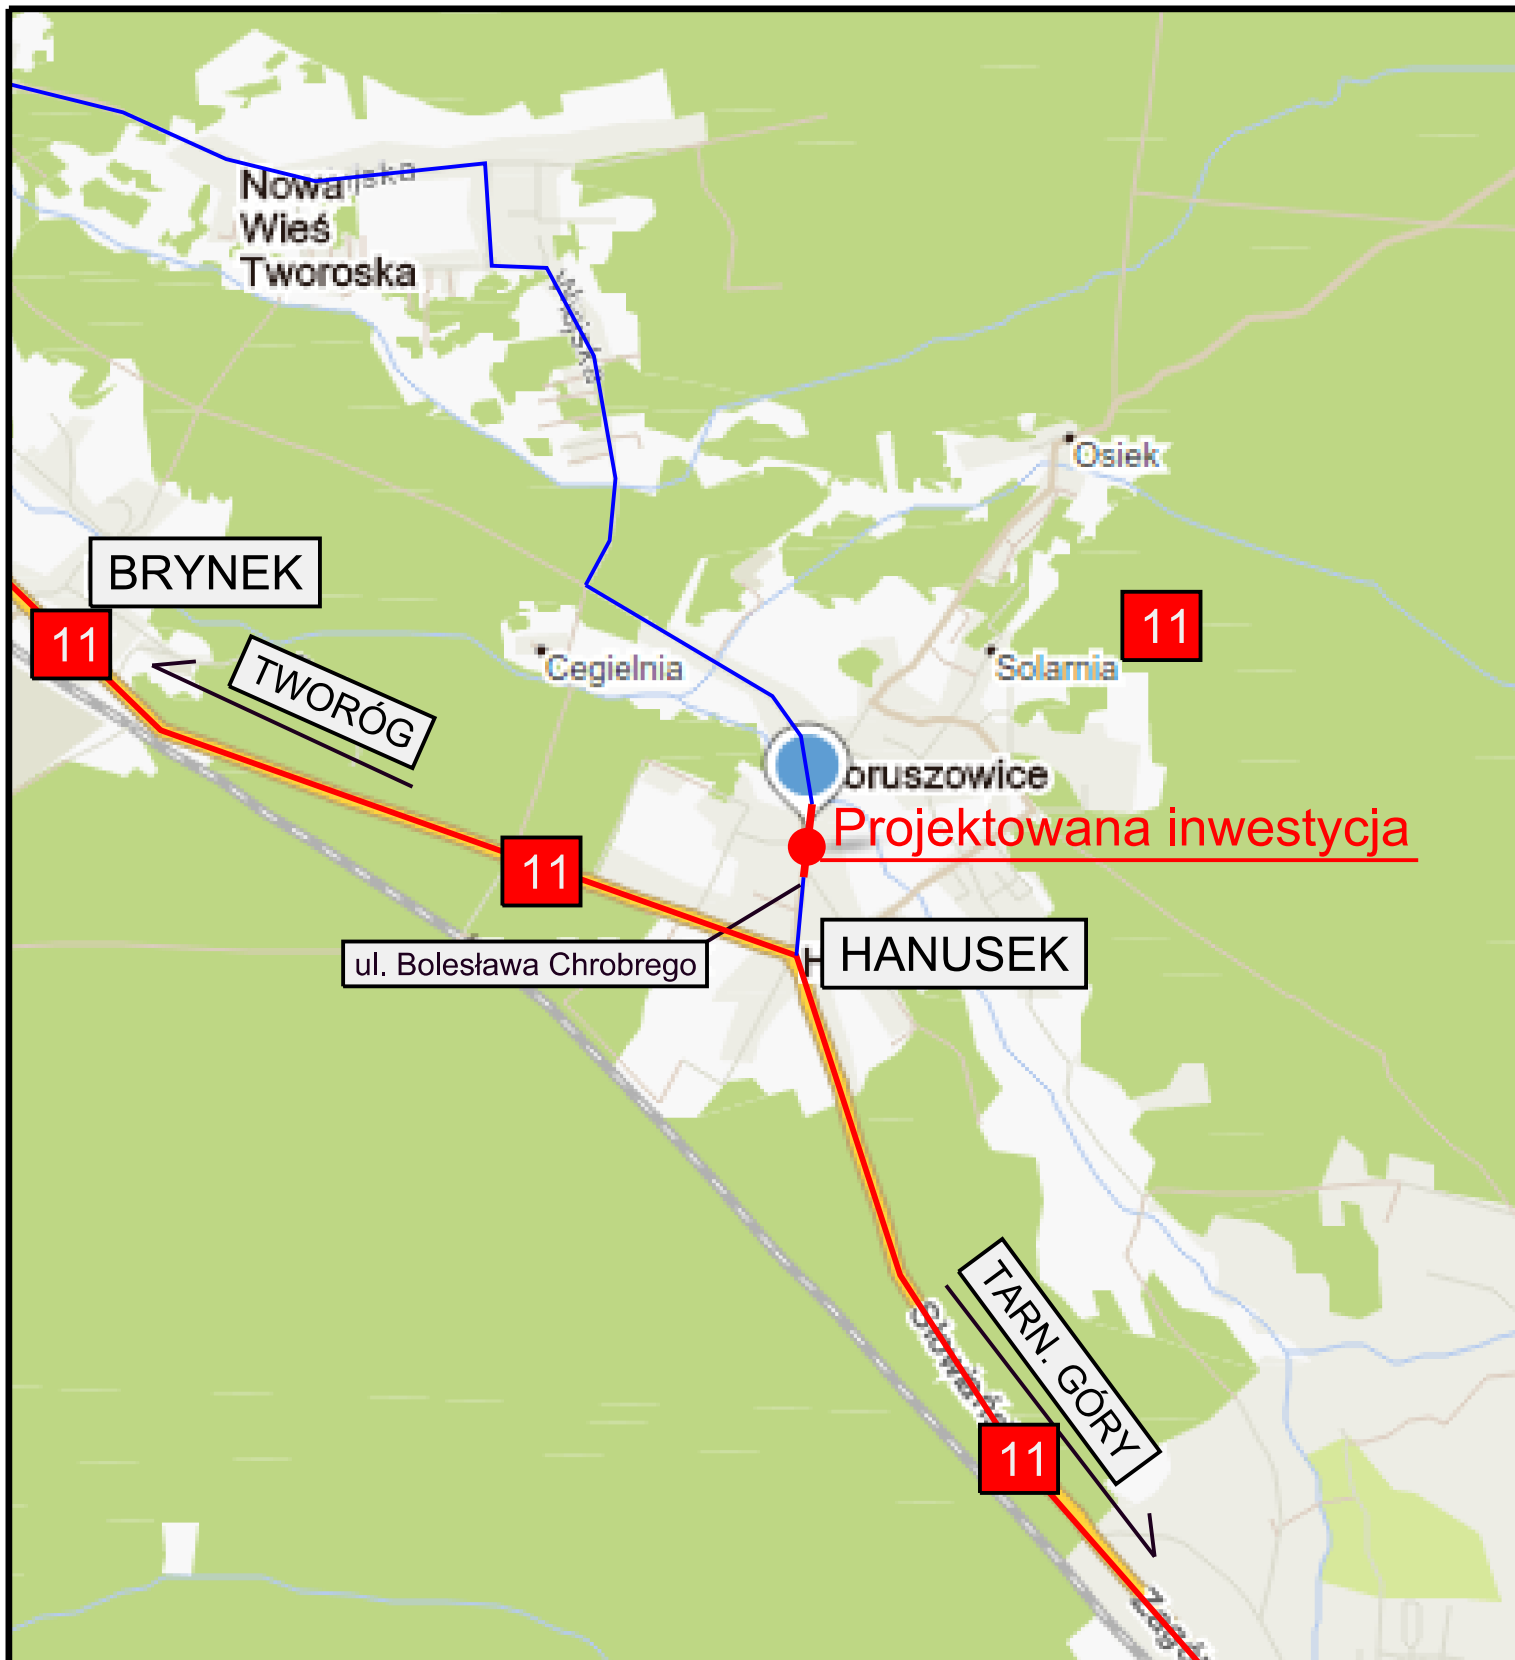 Nowa
Wieś
Tworoska
Wiejska
Osiek
BRYNEK
11
11
TWORÓG
Cegielnia
Solarnia
oruszowice
Projektowana inwestycja
11
ul. Bolesława Chrobrego
H
HANUSEK
TARN. GÓRY
11